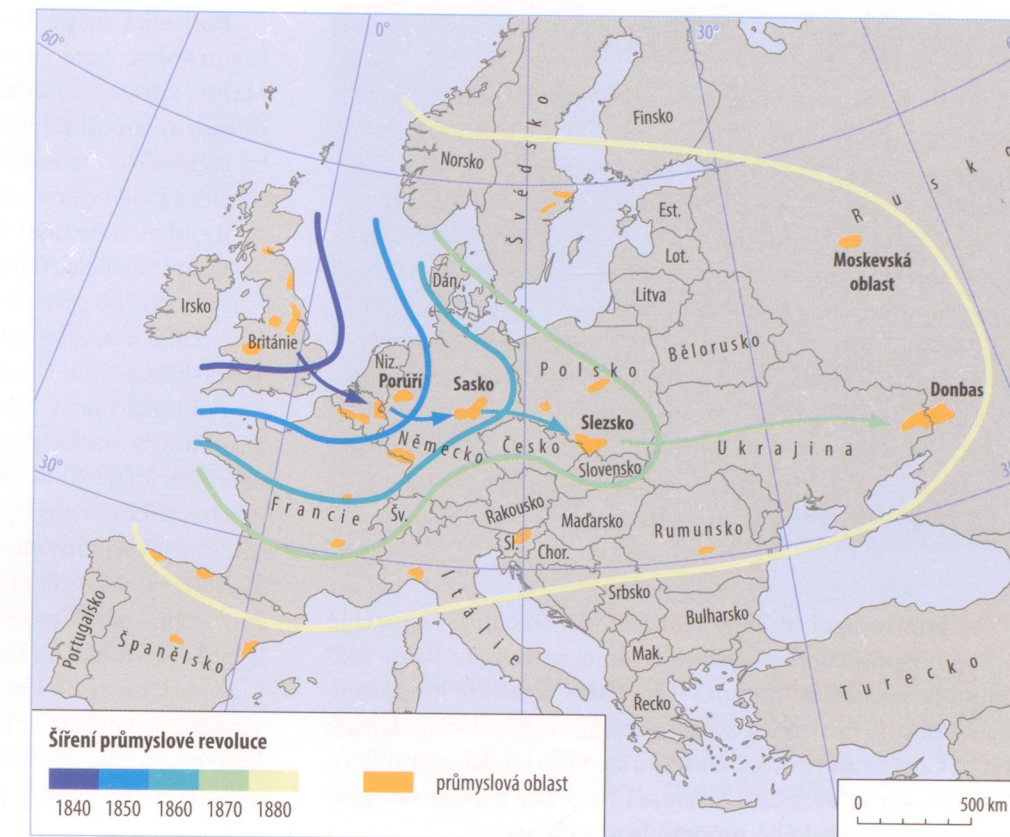 60°
0°
30°
Finsko
Norsko
Švédsko
Rusko
Est.
Moskevská
oblast
Lot.
Dán.
Irsko
Litva
Británie
Bělorusko
Niz.
Porúří
Sasko
Polsko
Donbas
Slezsko
Německo
Česko
Ukrajina
30°
Slovensko
Francie
Šv.
Rakousko
Maďarsko
Rumunsko
Sl.
Chor.
Itálie
Srbsko
Portugalsko
Španělsko
Bulharsko
Mak.
Turecko
Řecko
Šíření průmyslové revoluce
1840 1850 1860 1870 1880
průmyslová oblast
0 500 km